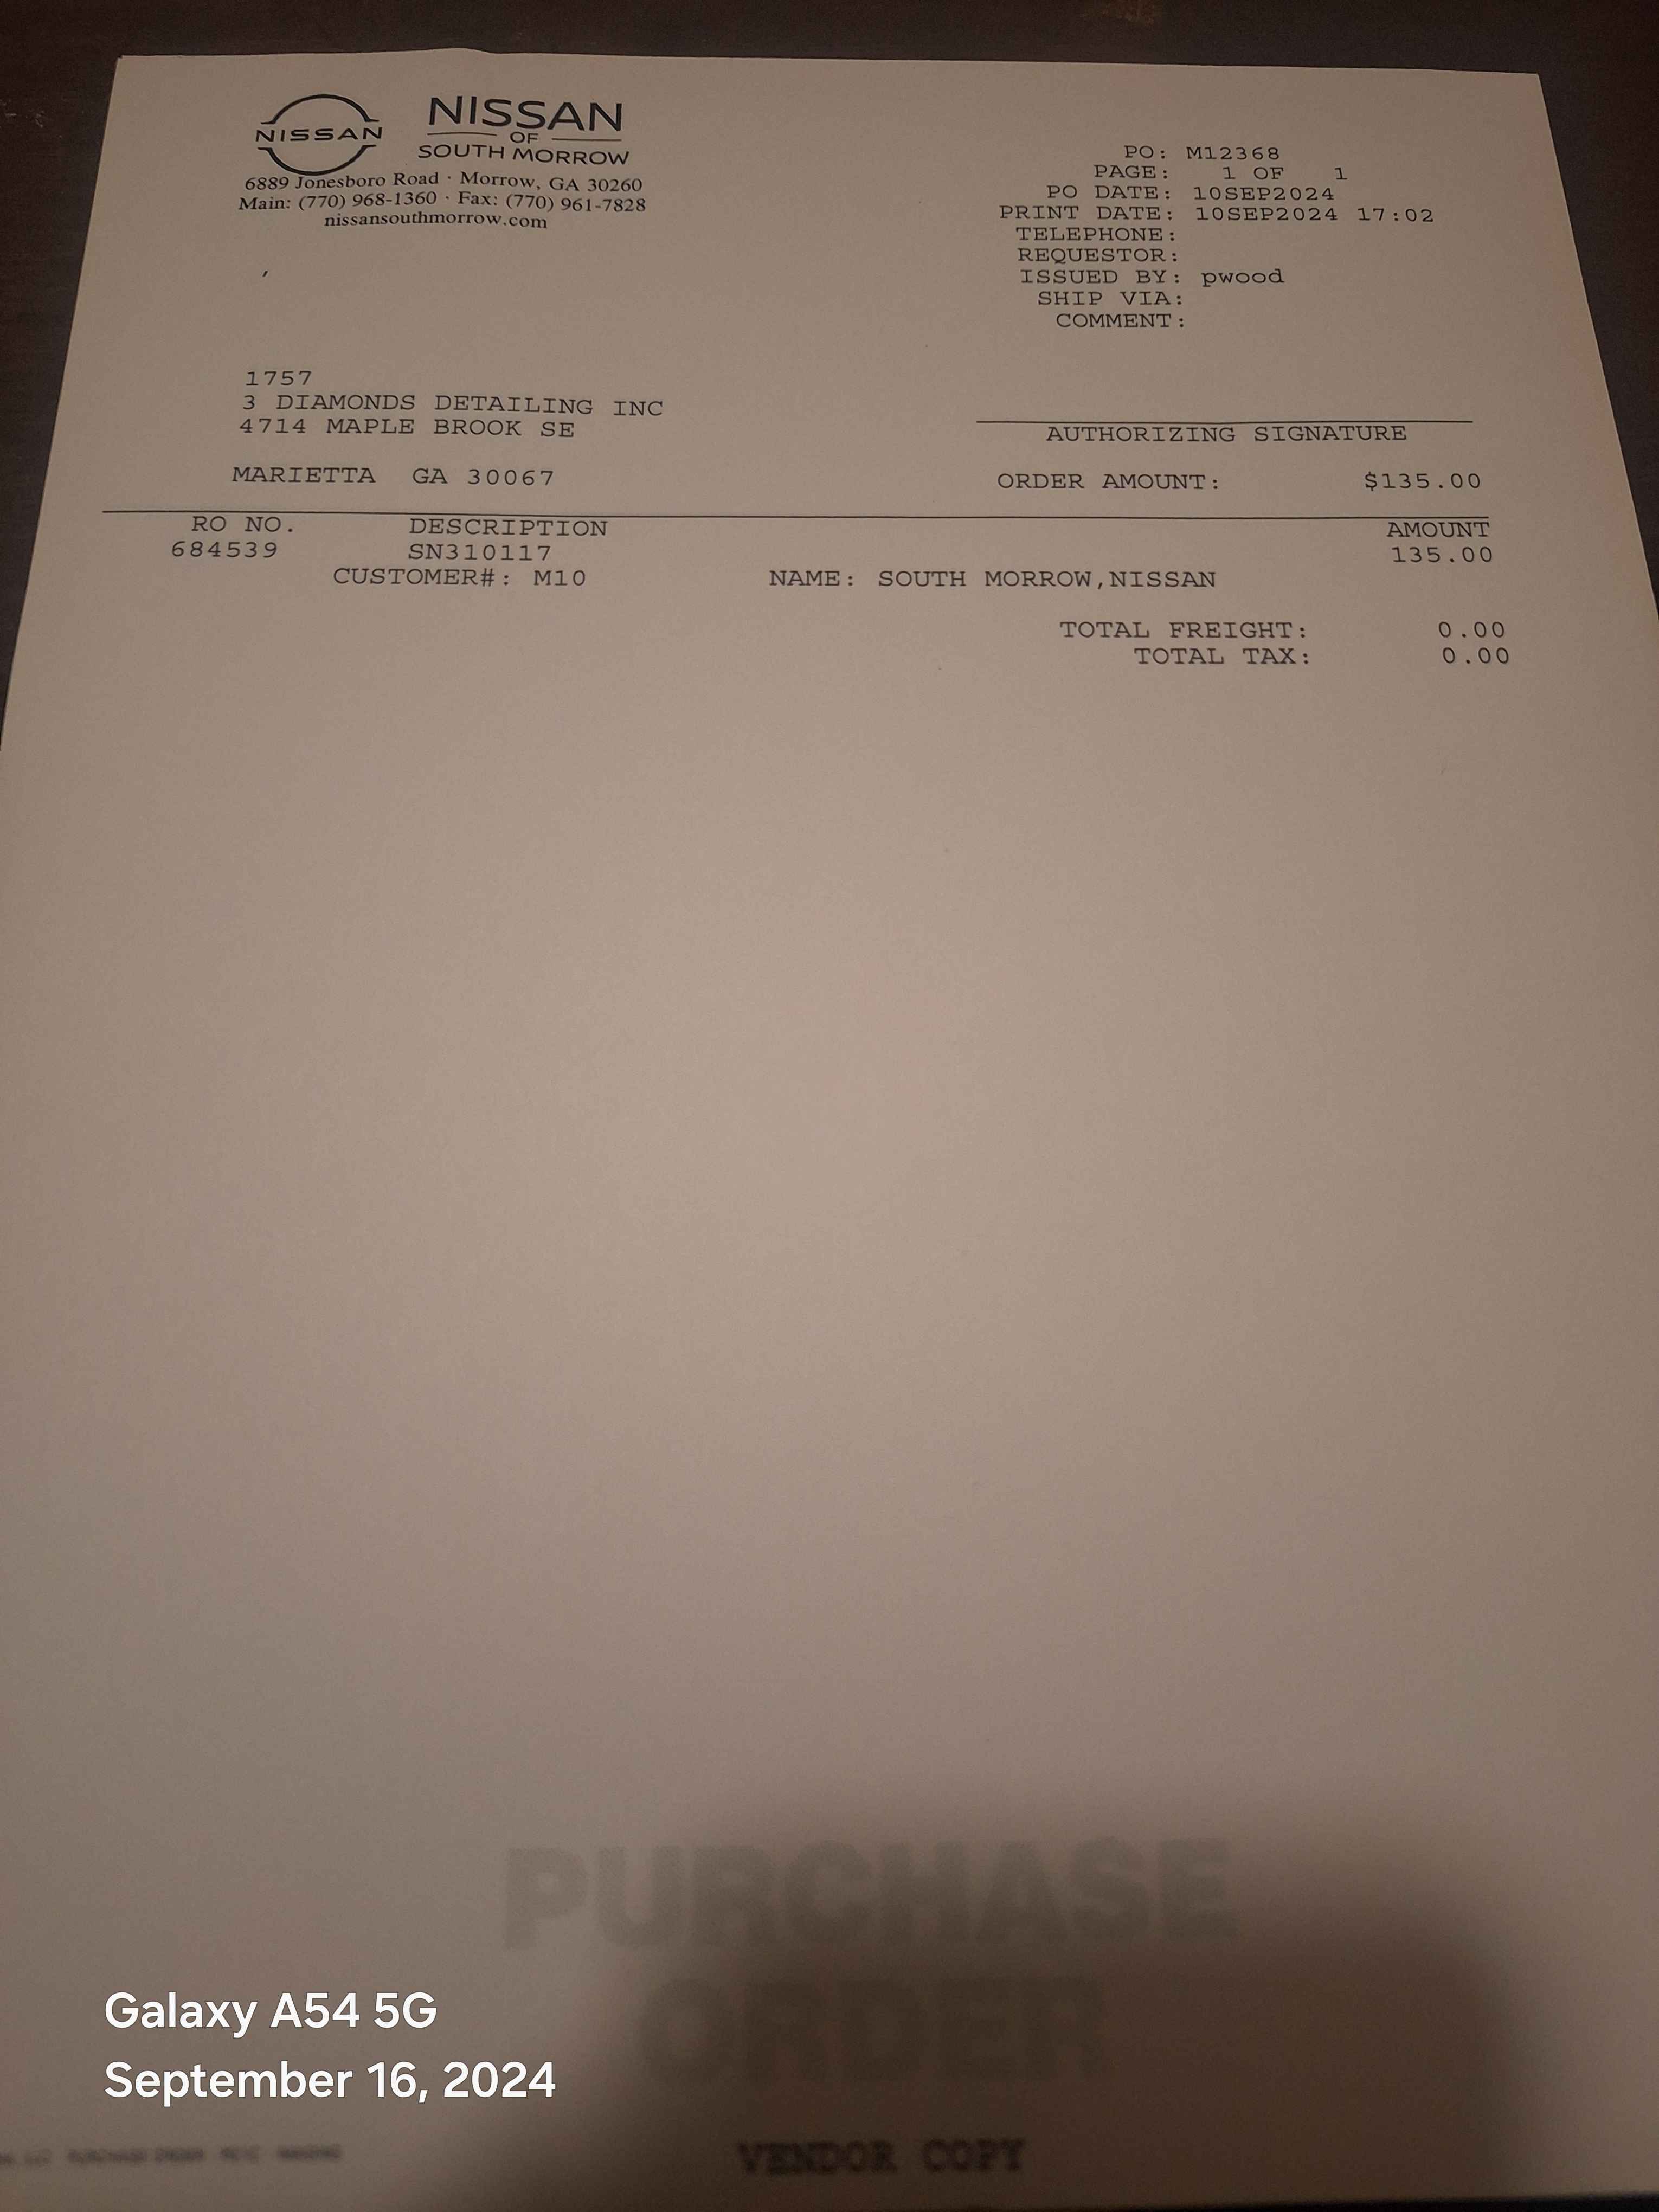 NISSAN
NISSAN
OF
SOUTH MORROW
6889 Jonesboro Road · Morrow, GA 30260
Main: (770) 968-1360 · Fax: (770) 961-7828
nissansouthmorrow.com
PO: M12368
PAGE: 1 OF 1
PO DATE: 10SEP2024
PRINT DATE: 10SEP2024 17:02
TELEPHONE:
REQUESTOR:
ISSUED BY: pwood
SHIP VIA:
COMMENT:
1757
3 DIAMONDS DETAILING INC
4714 MAPLE BROOK SE
MARIETTA GA 30067
AUTHORIZING SIGNATURE
ORDER AMOUNT: $135.00
RO NO. DESCRIPTION AMOUNT
684539 SN310117 135.00
CUSTOMER#: M10 NAME: SOUTH MORROW,NISSAN
TOTAL FREIGHT: 0.00
TOTAL TAX: 0.00
PURCHASE
ORDER
Galaxy A54 5G
September 16, 2024
VENDOR COPY